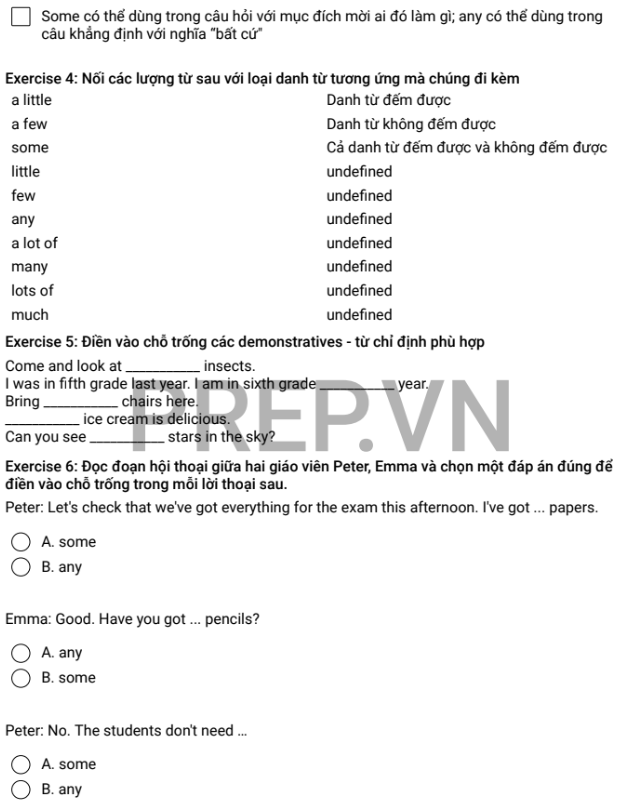 Some có thể dùng trong câu hỏi với mục đích mời ai đó làm gì; any có thể dùng trong
câu khẳng định với nghĩa “bất cứ"
Exercise 4: Nối các lượng từ sau với loại danh từ tương ứng mà chúng đi kèm
a little Danh từ đếm được
a few Danh từ không đếm được
some Cả danh từ đếm được và không đếm được
little undefined
few undefined
any undefined
a lot of undefined
many undefined
lots of undefined
much undefined
Exercise 5: Điền vào chỗ trống các demonstratives - từ chỉ định phù hợp
Come and look at __________ insects.
I was in fifth grade last year. I am in sixth grade __________ year.
Bring __________ chairs here.
__________ ice cream is delicious.
Can you see __________ stars in the sky?
PREP.VN
Exercise 6: Đọc đoạn hội thoại giữa hai giáo viên Peter, Emma và chọn một đáp án đúng để
điền vào chỗ trống trong mỗi lời thoại sau.
Peter: Let's check that we've got everything for the exam this afternoon. I've got ... papers.
A. some
B. any
Emma: Good. Have you got ... pencils?
A. any
B. some
Peter: No. The students don't need ...
A. some
B. any